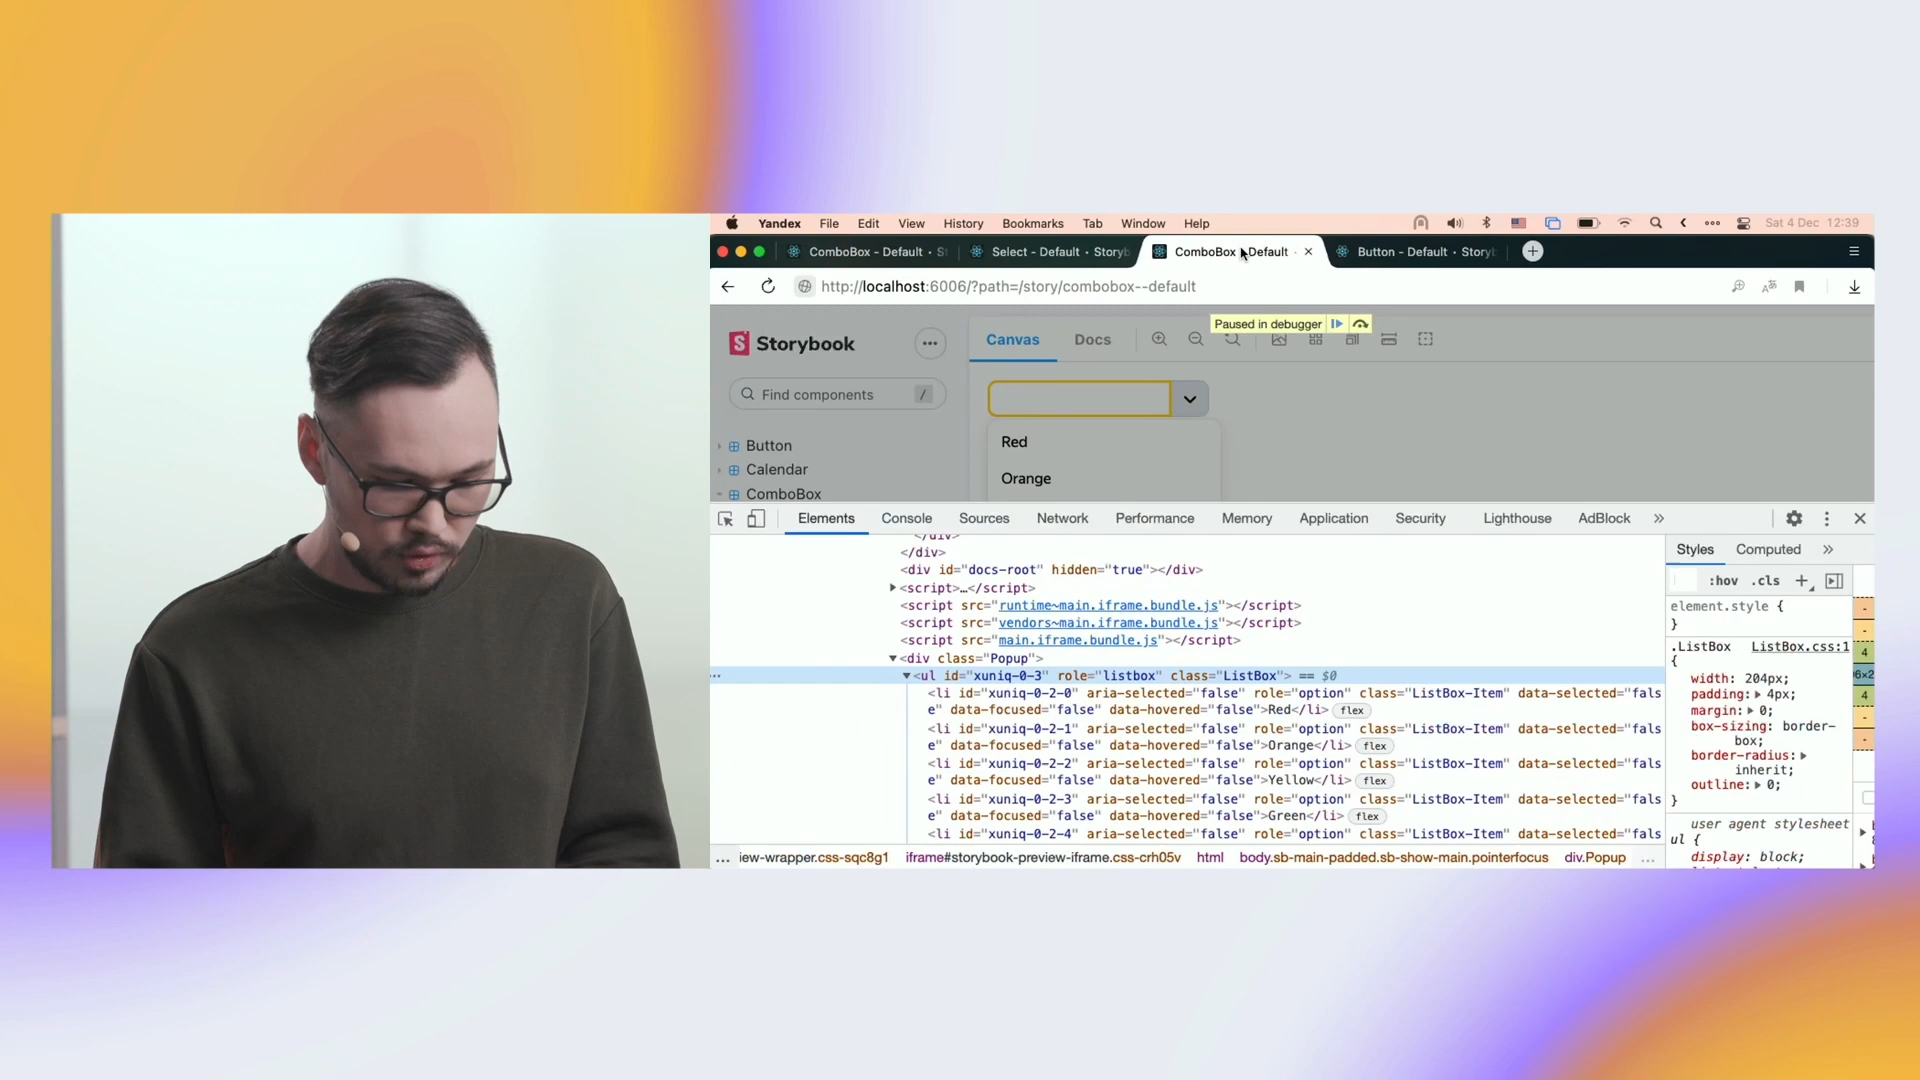 Yandex File Edit View History Bookmarks Tab Window Help Sat 4 Dec 12:39
ComboBox - Default · S Select - Default · Storyb ComboBox - Default · Button - Default · Storyb
http://localhost:6006/?path=/story/combobox--default
Paused in debugger
Storybook
Canvas Docs
Find components /
Button
Calendar
ComboBox
Red
Orange
Elements Console Sources Network Performance Memory Application Security Lighthouse AdBlock »
</div>
</div>
<div id="docs-root" hidden="true"></div>
<script>…</script>
<script src="runtime~main.iframe.bundle.js"></script>
<script src="vendors~main.iframe.bundle.js"></script>
<script src="main.iframe.bundle.js"></script>
<div class="Popup">
<ul id="xuniq-0-3" role="listbox" class="ListBox"> == $0
<li id="xuniq-0-2-0" aria-selected="false" role="option" class="ListBox-Item" data-selected="fals
e" data-focused="false" data-hovered="false">Red</li> flex
<li id="xuniq-0-2-1" aria-selected="false" role="option" class="ListBox-Item" data-selected="fals
e" data-focused="false" data-hovered="false">Orange</li> flex
<li id="xuniq-0-2-2" aria-selected="false" role="option" class="ListBox-Item" data-selected="fals
e" data-focused="false" data-hovered="false">Yellow</li> flex
<li id="xuniq-0-2-3" aria-selected="false" role="option" class="ListBox-Item" data-selected="fals
e" data-focused="false" data-hovered="false">Green</li> flex
<li id="xuniq-0-2-4" aria-selected="false" role="option" class="ListBox-Item" data-selected="fals
... iew-wrapper.css-sqc8g1 iframe#storybook-preview-iframe.css-crh05v html body.sb-main-padded.sb-show-main.pointerfocus div.Popup ...
Styles Computed »
:hov .cls +
element.style {
}
.ListBox ListBox.css:1
{
width: 204px;
padding: 4px;
margin: 0;
box-sizing: border-
box;
border-radius:
inherit;
outline: 0;
}
user agent stylesheet
ul {
display: block;
-
-
4
6×2
4
-
-